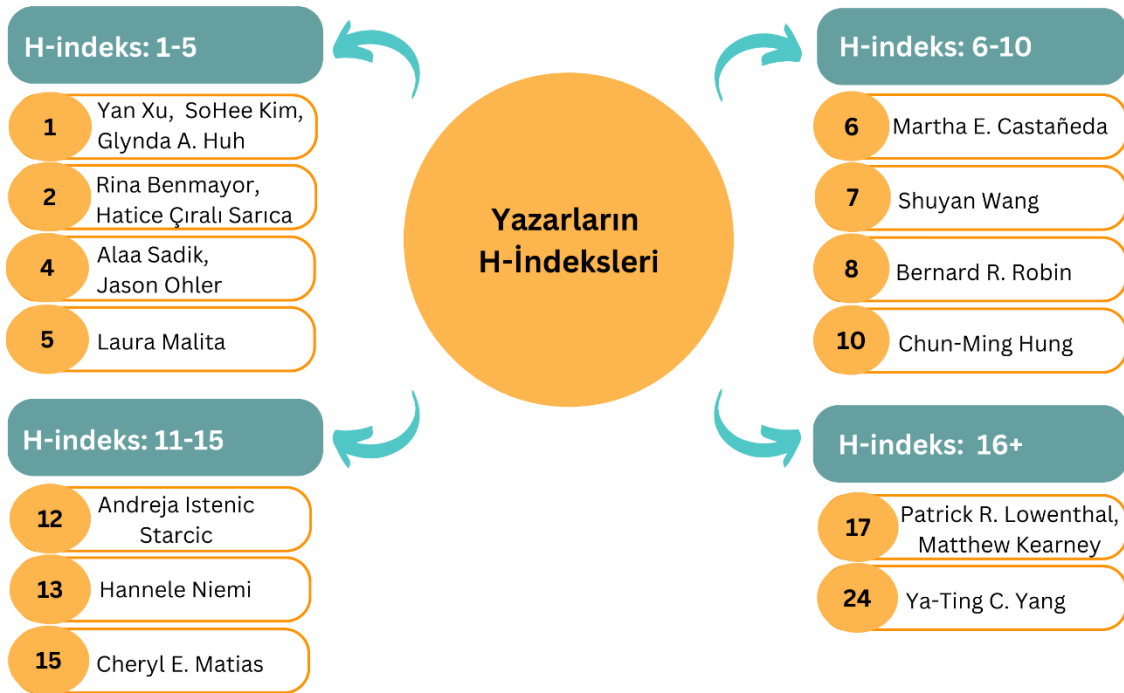 Yazarların
H-İndeksleri
H-indeks: 1-5
1
Yan Xu, SoHee Kim,
Glynda A. Huh
2
Rina Benmayor,
Hatice Çıralı Sarıca
4
Alaa Sadik,
Jason Ohler
5
Laura Malita
H-indeks: 6-10
6
Martha E. Castañeda
7
Shuyan Wang
8
Bernard R. Robin
10
Chun-Ming Hung
H-indeks: 11-15
12
Andreja Istenic
Starcic
13
Hannele Niemi
15
Cheryl E. Matias
H-indeks: 16+
17
Patrick R. Lowenthal,
Matthew Kearney
24
Ya-Ting C. Yang